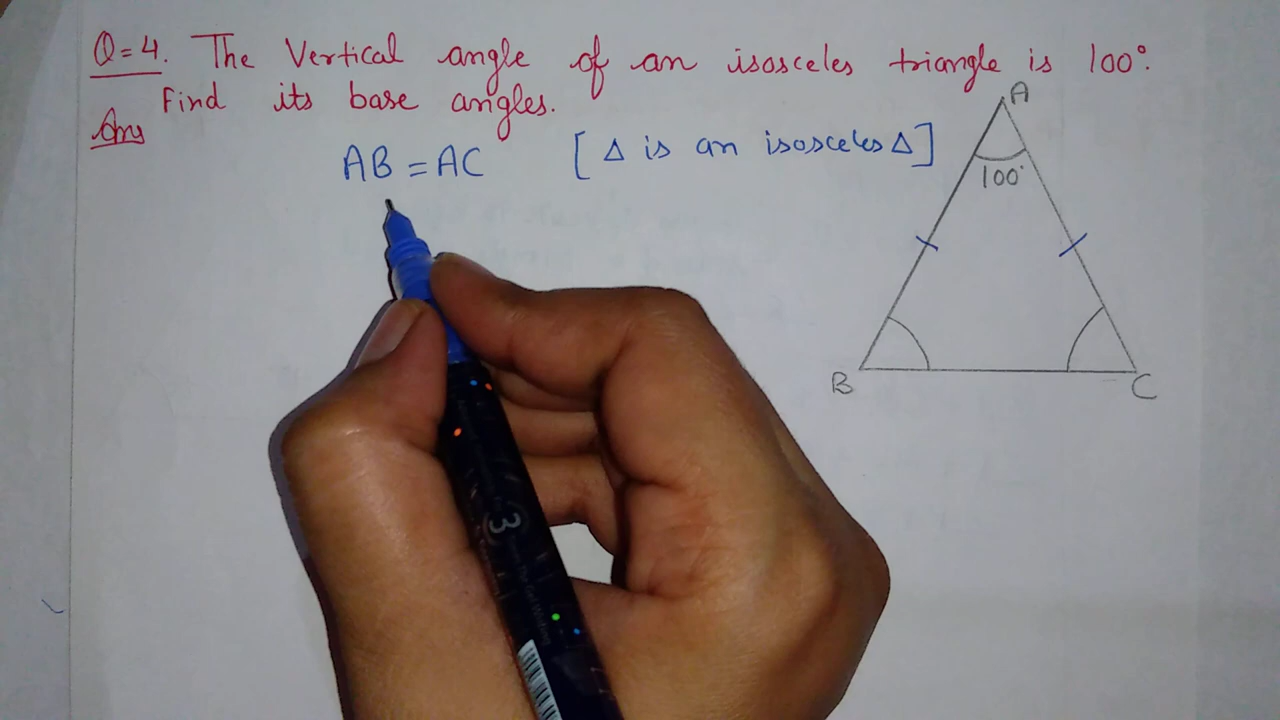 Q=4. The Vertical angle of an isosceles triangle is 100°.
Find its base angles.
Ans
AB = AC [Δ is an isosceles Δ]
A
100°
B
C
3